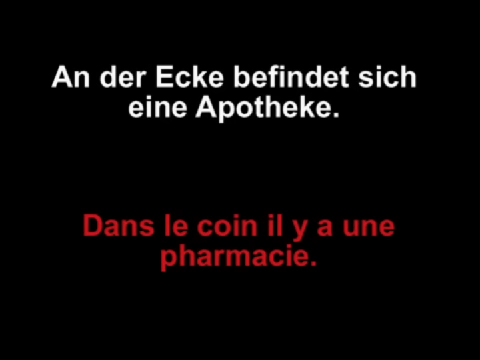 An der Ecke befindet sich
eine Apotheke.
Dans le coin il y a une
pharmacie.